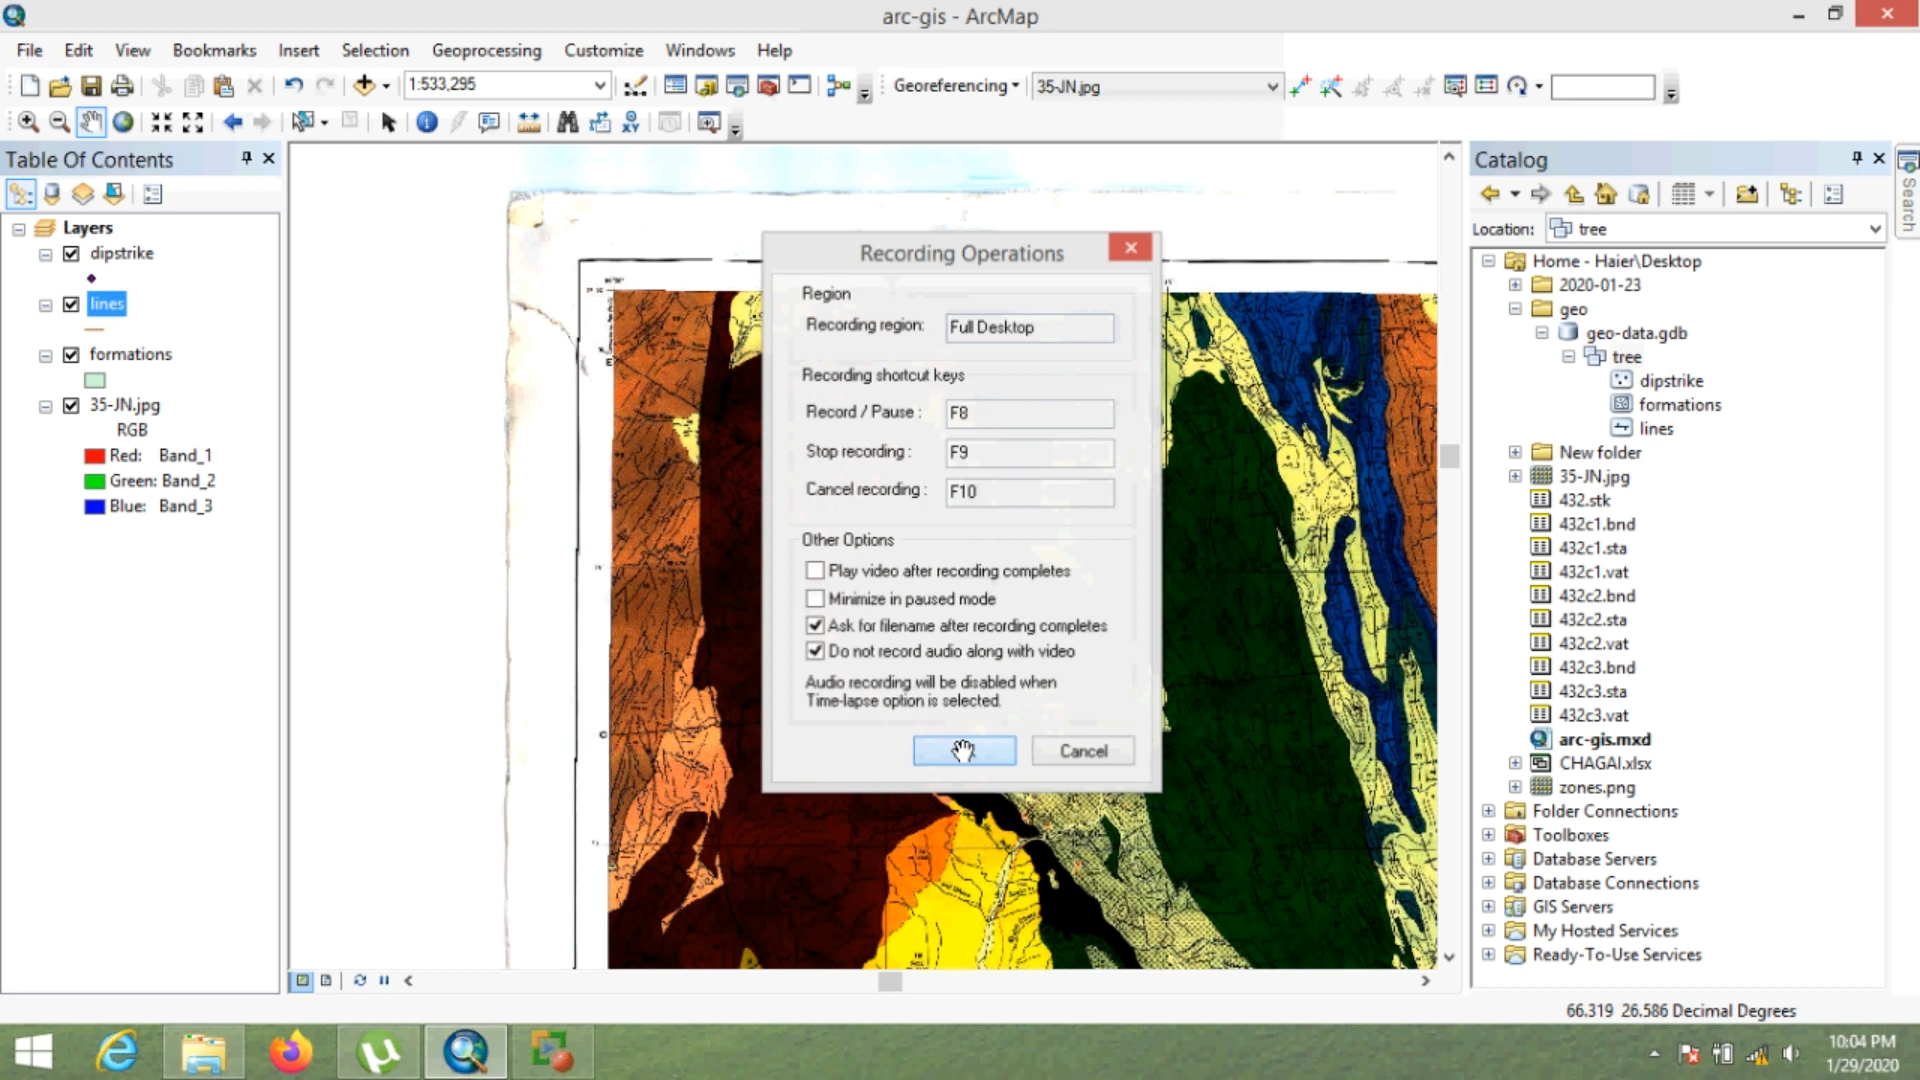 arc-gis - ArcMap
File Edit View Bookmarks Insert Selection Geoprocessing Customize Windows Help
1:533,295
Georeferencing
35-JN.jpg
Table Of Contents
Layers
dipstrike
lines
formations
35-JN.jpg
RGB
Red: Band_1
Green: Band_2
Blue: Band_3
Recording Operations
Region
Recording region: Full Desktop
Recording shortcut keys
Record / Pause : F8
Stop recording : F9
Cancel recording : F10
Other Options
Play video after recording completes
Minimize in paused mode
Ask for filename after recording completes
Do not record audio along with video
Audio recording will be disabled when
Time-lapse option is selected.
Cancel
Catalog
Location: tree
Home - Haier\Desktop
2020-01-23
geo
geo-data.gdb
tree
dipstrike
formations
lines
New folder
35-JN.jpg
432.stk
432c1.bnd
432c1.sta
432c1.vat
432c2.bnd
432c2.sta
432c2.vat
432c3.bnd
432c3.sta
432c3.vat
arc-gis.mxd
CHAGAI.xlsx
zones.png
Folder Connections
Toolboxes
Database Servers
Database Connections
GIS Servers
My Hosted Services
Ready-To-Use Services
Search
66.319 26.586 Decimal Degrees
10:04 PM
1/29/2020